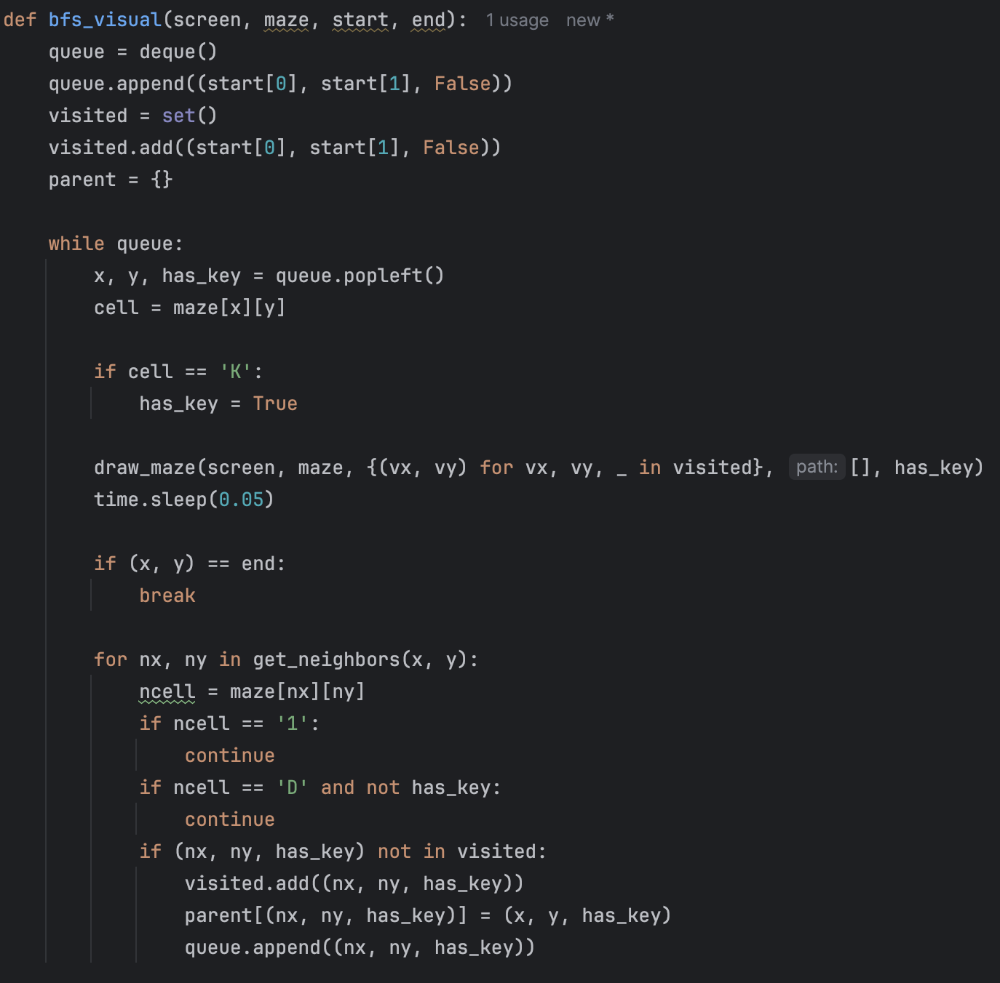 def bfs_visual(screen, maze, start, end):  1 usage  new *
    queue = deque()
    queue.append((start[0], start[1], False))
    visited = set()
    visited.add((start[0], start[1], False))
    parent = {}

    while queue:
        x, y, has_key = queue.popleft()
        cell = maze[x][y]

        if cell == 'K':
            has_key = True

        draw_maze(screen, maze, {(vx, vy) for vx, vy, _ in visited}, path: [], has_key)
        time.sleep(0.05)

        if (x, y) == end:
            break

        for nx, ny in get_neighbors(x, y):
            ncell = maze[nx][ny]
            if ncell == '1':
                continue
            if ncell == 'D' and not has_key:
                continue
            if (nx, ny, has_key) not in visited:
                visited.add((nx, ny, has_key))
                parent[(nx, ny, has_key)] = (x, y, has_key)
                queue.append((nx, ny, has_key))